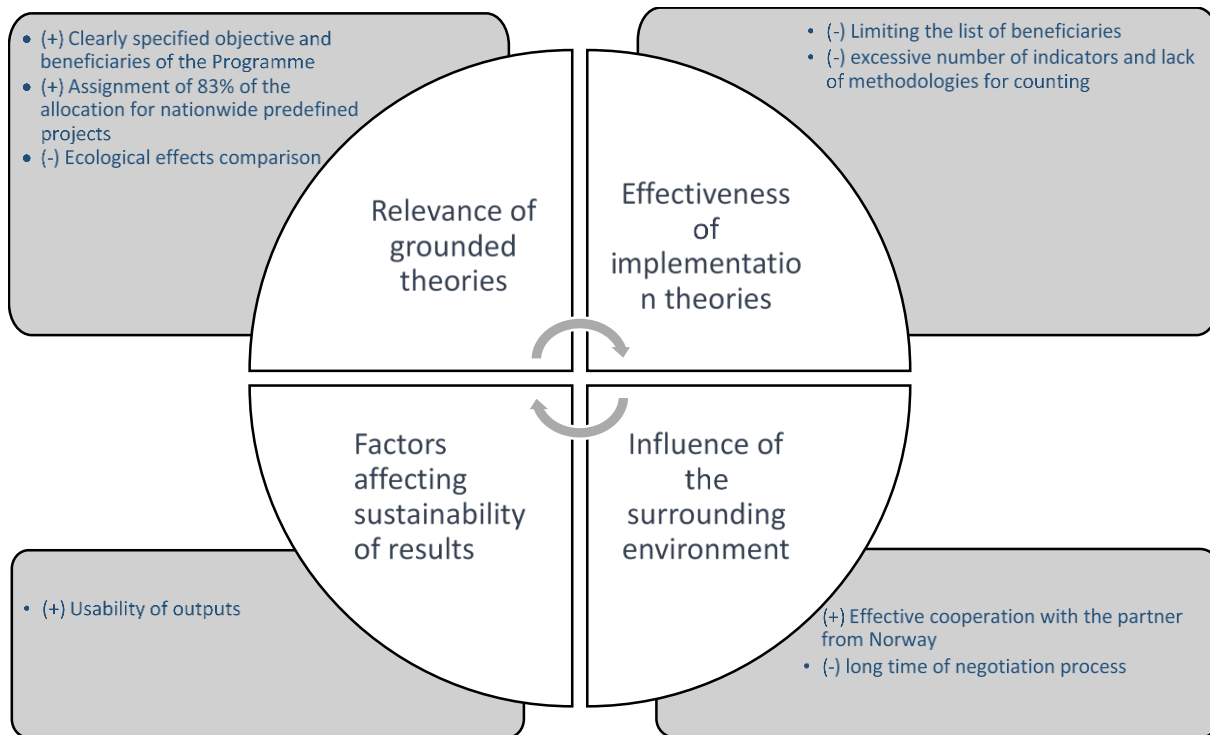 • (+) Clearly specified objective and
beneficiaries of the Programme
• (+) Assignment of 83% of the
allocation for nationwide predefined
projects
• (-) Ecological effects comparison
• (-) Limiting the list of beneficiaries
• (-) excessive number of indicators and lack
of methodologies for counting
Relevance of
grounded
theories
Effectiveness
of
implementatio
n theories
Factors
affecting
sustainability
of results
Influence of
the
surrounding
environment
• (+) Usability of outputs
(+) Effective cooperation with the partner
from Norway
• (-) long time of negotiation process